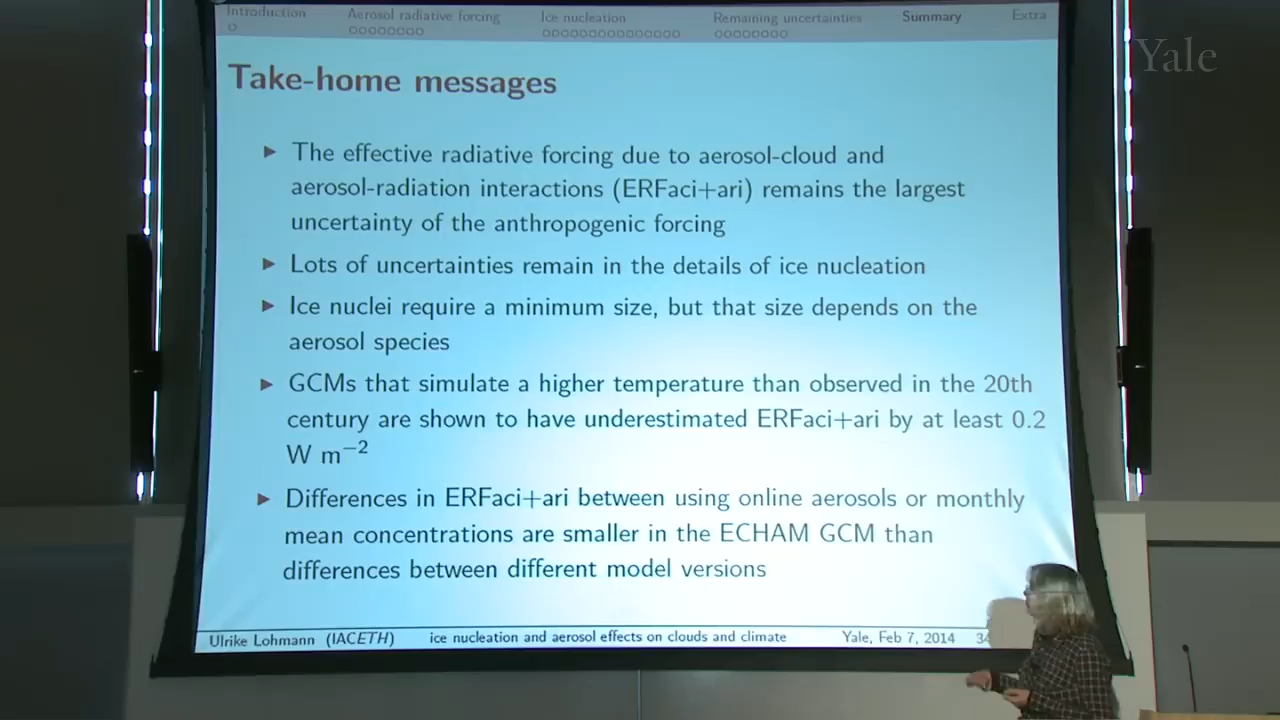 Introduction Aerosol radiative forcing Ice nucleation Remaining uncertainties Summary Extra
Yale
Take-home messages
The effective radiative forcing due to aerosol-cloud and
aerosol-radiation interactions (ERFaci+ari) remains the largest
uncertainty of the anthropogenic forcing
Lots of uncertainties remain in the details of ice nucleation
Ice nuclei require a minimum size, but that size depends on the
aerosol species
GCMs that simulate a higher temperature than observed in the 20th
century are shown to have underestimated ERFaci+ari by at least 0.2
W m−2
Differences in ERFaci+ari between using online aerosols or monthly
mean concentrations are smaller in the ECHAM GCM than
differences between different model versions
Ulrike Lohmann (IACETH) ice nucleation and aerosol effects on clouds and climate Yale, Feb 7, 2014